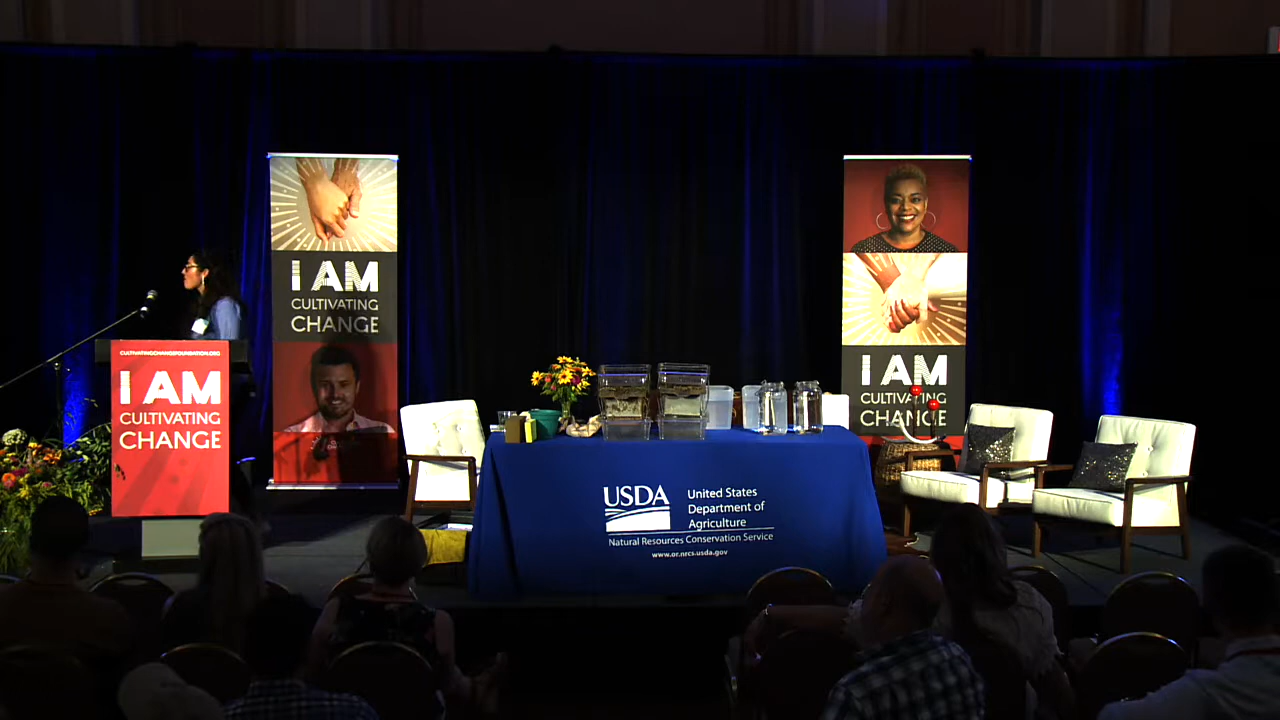 I AM
CULTIVATING
CHANGE
I AM
CULTIVATING
CHANGE
CULTIVATINGCHANGEFOUNDATION.ORG
I AM
CULTIVATING
CHANGE
USDA
United States
Department of
Agriculture
Natural Resources Conservation Service
www.or.nrcs.usda.gov